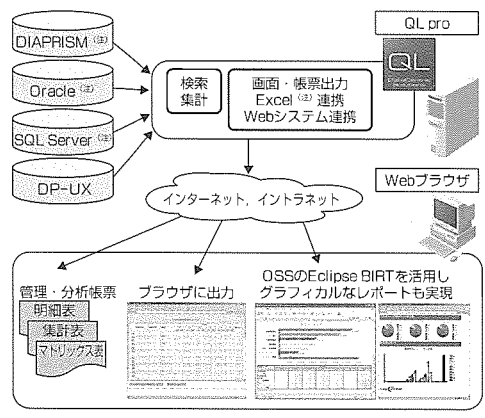 DIAPRISM(注)
Oracle(注)
SQL Server(注)
DP-UX
検索
集計
画面・帳票出力
Excel(注)連携
Webシステム連携
QL pro
QL
インターネット，イントラネット
Webブラウザ
管理・分析帳票
明細表
集計表
マトリックス表
ブラウザに出力
OSSのEclipse BIRTを活用し
グラフィカルなレポートも実現